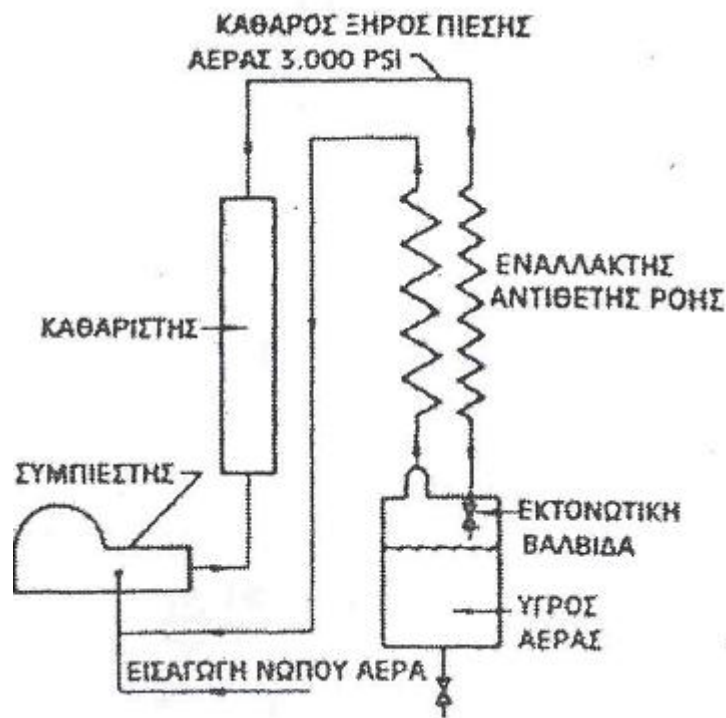 ΚΑΘΑΡΟΣ ΞΗΡΟΣ ΠΙΕΣΗΣ
ΑΕΡΑΣ 3.000 PSI
ΕΝΑΛΛΑΚΤΗΣ
ΑΝΤΙΘΕΤΗΣ ΡΟΗΣ
ΚΑΘΑΡΙΣΤΗΣ
ΣΥΜΠΙΕΣΤΗΣ
ΕΚΤΟΝΩΤΙΚΗ
ΒΑΛΒΙΔΑ
ΥΓΡΟΣ
ΑΕΡΑΣ
ΕΙΣΑΓΩΓΗ ΝΩΠΟΥ ΑΕΡΑ